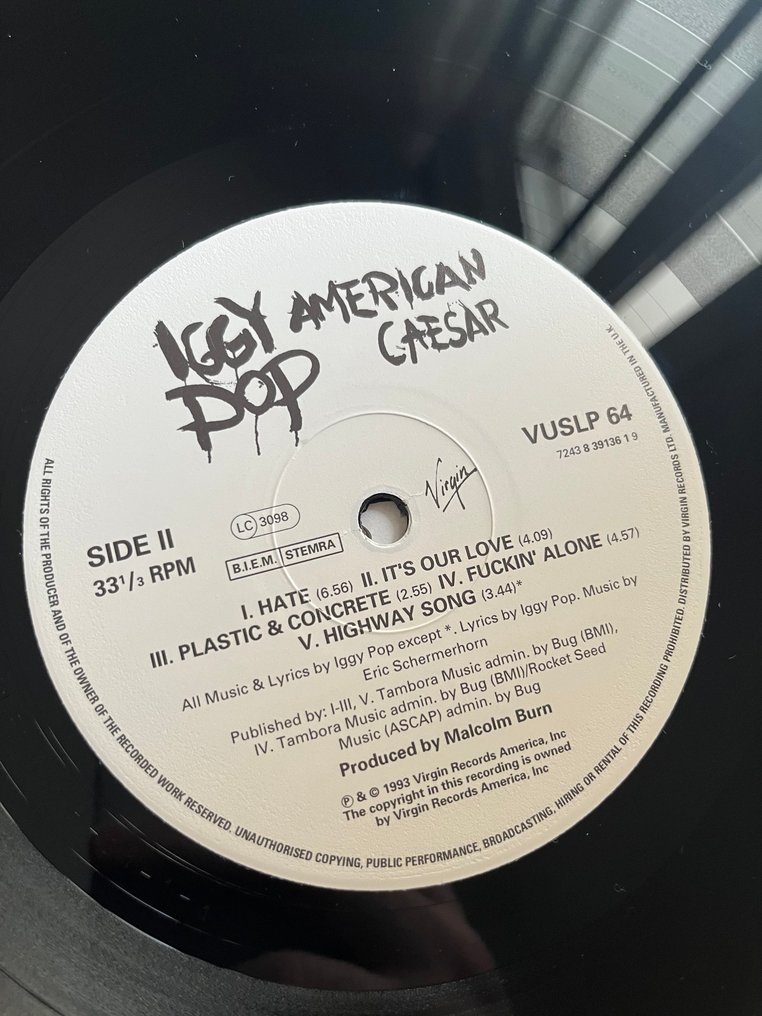 IGGY POP
AMERICAN CAESAR
VUSLP 64
7243 8 39136 1 9
Virgin
LC 3098
B.I.E.M. STEMRA
SIDE II
33¹/₃ RPM
I. HATE (6.56) II. IT'S OUR LOVE (4.09)
III. PLASTIC & CONCRETE (2.55) IV. FUCKIN' ALONE (4.57)
V. HIGHWAY SONG (3.44)*
All Music & Lyrics by Iggy Pop except *. Lyrics by Iggy Pop. Music by
Eric Schermerhorn
Published by: I-III, V. Tambora Music admin. by Bug (BMI),
IV. Tambora Music admin. by Bug (BMI)/Rocket Seed
Music (ASCAP) admin. by Bug
Produced by Malcolm Burn
℗ & © 1993 Virgin Records America, Inc
The copyright in this recording is owned
by Virgin Records America, Inc
ALL RIGHTS OF THE PRODUCER AND OF THE OWNER OF THE RECORDED WORK RESERVED. UNAUTHORISED COPYING, PUBLIC PERFORMANCE, BROADCASTING, HIRING OR RENTAL OF THIS RECORDING PROHIBITED. DISTRIBUTED BY VIRGIN RECORDS LTD. MANUFACTURED IN THE U.K.